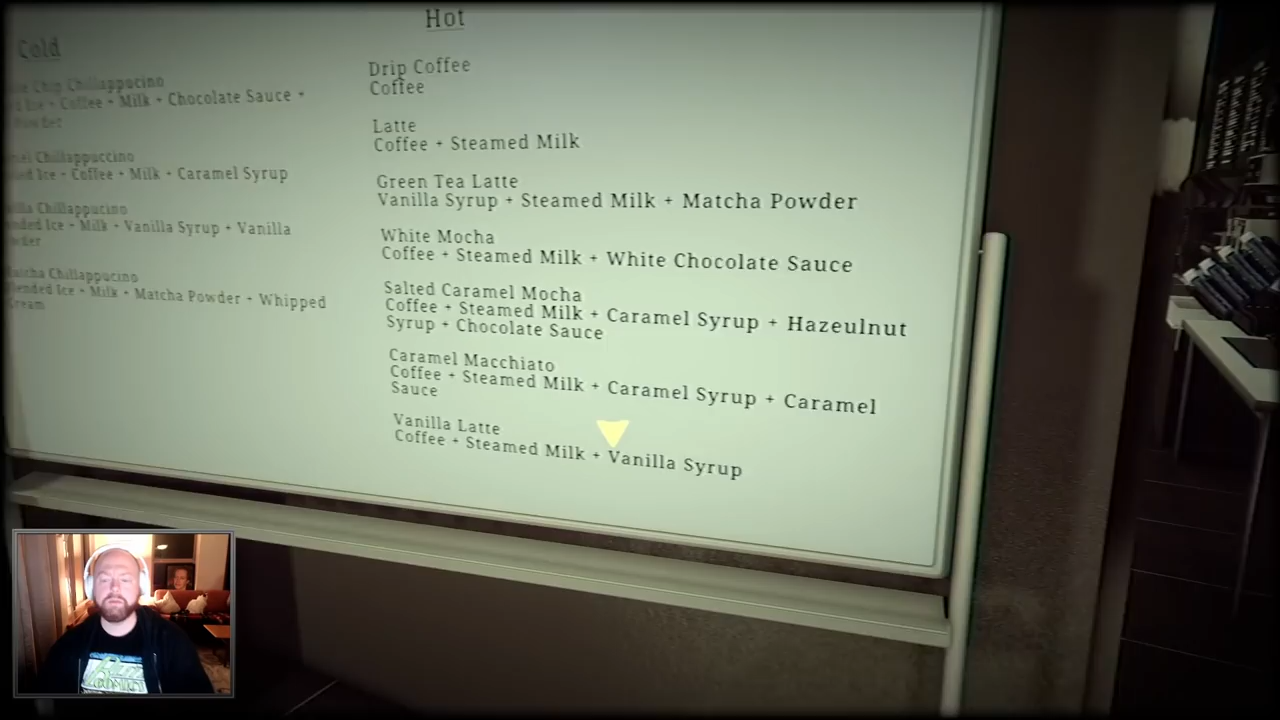 Cold
Chip Chillappucino
Ice + Coffee + Milk + Chocolate Sauce +
Chillappuccino
Ice + Coffee + Milk + Caramel Syrup
Chillappucino
Ice + Milk + Vanilla Syrup + Vanilla
Chillappucino
Ice + Milk + Matcha Powder + Whipped
Cream
Hot
Drip Coffee
Coffee
Latte
Coffee + Steamed Milk
Green Tea Latte
Vanilla Syrup + Steamed Milk + Matcha Powder
White Mocha
Coffee + Steamed Milk + White Chocolate Sauce
Salted Caramel Mocha
Coffee + Steamed Milk + Caramel Syrup + Hazeulnut
Syrup + Chocolate Sauce
Caramel Macchiato
Coffee + Steamed Milk + Caramel Syrup + Caramel
Sauce
Vanilla Latte
Coffee + Steamed Milk + Vanilla Syrup